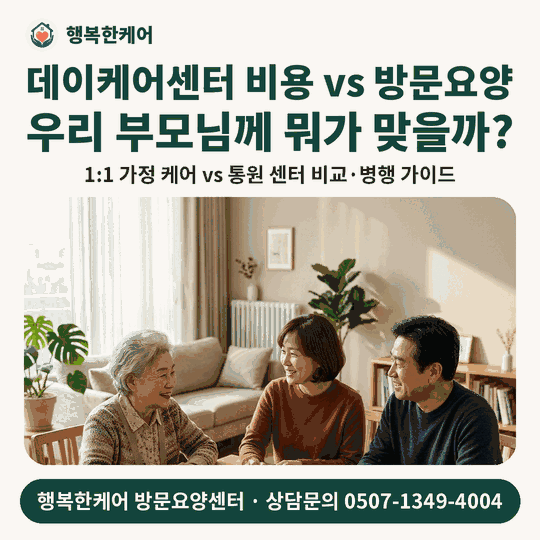 행복한케어
데이케어센터 비용 vs 방문요양
우리 부모님께 뭐가 맞을까?
1:1 가정 케어 vs 통원 센터 비교·병행 가이드
행복한케어 방문요양센터 · 상담문의 0507-1349-4004